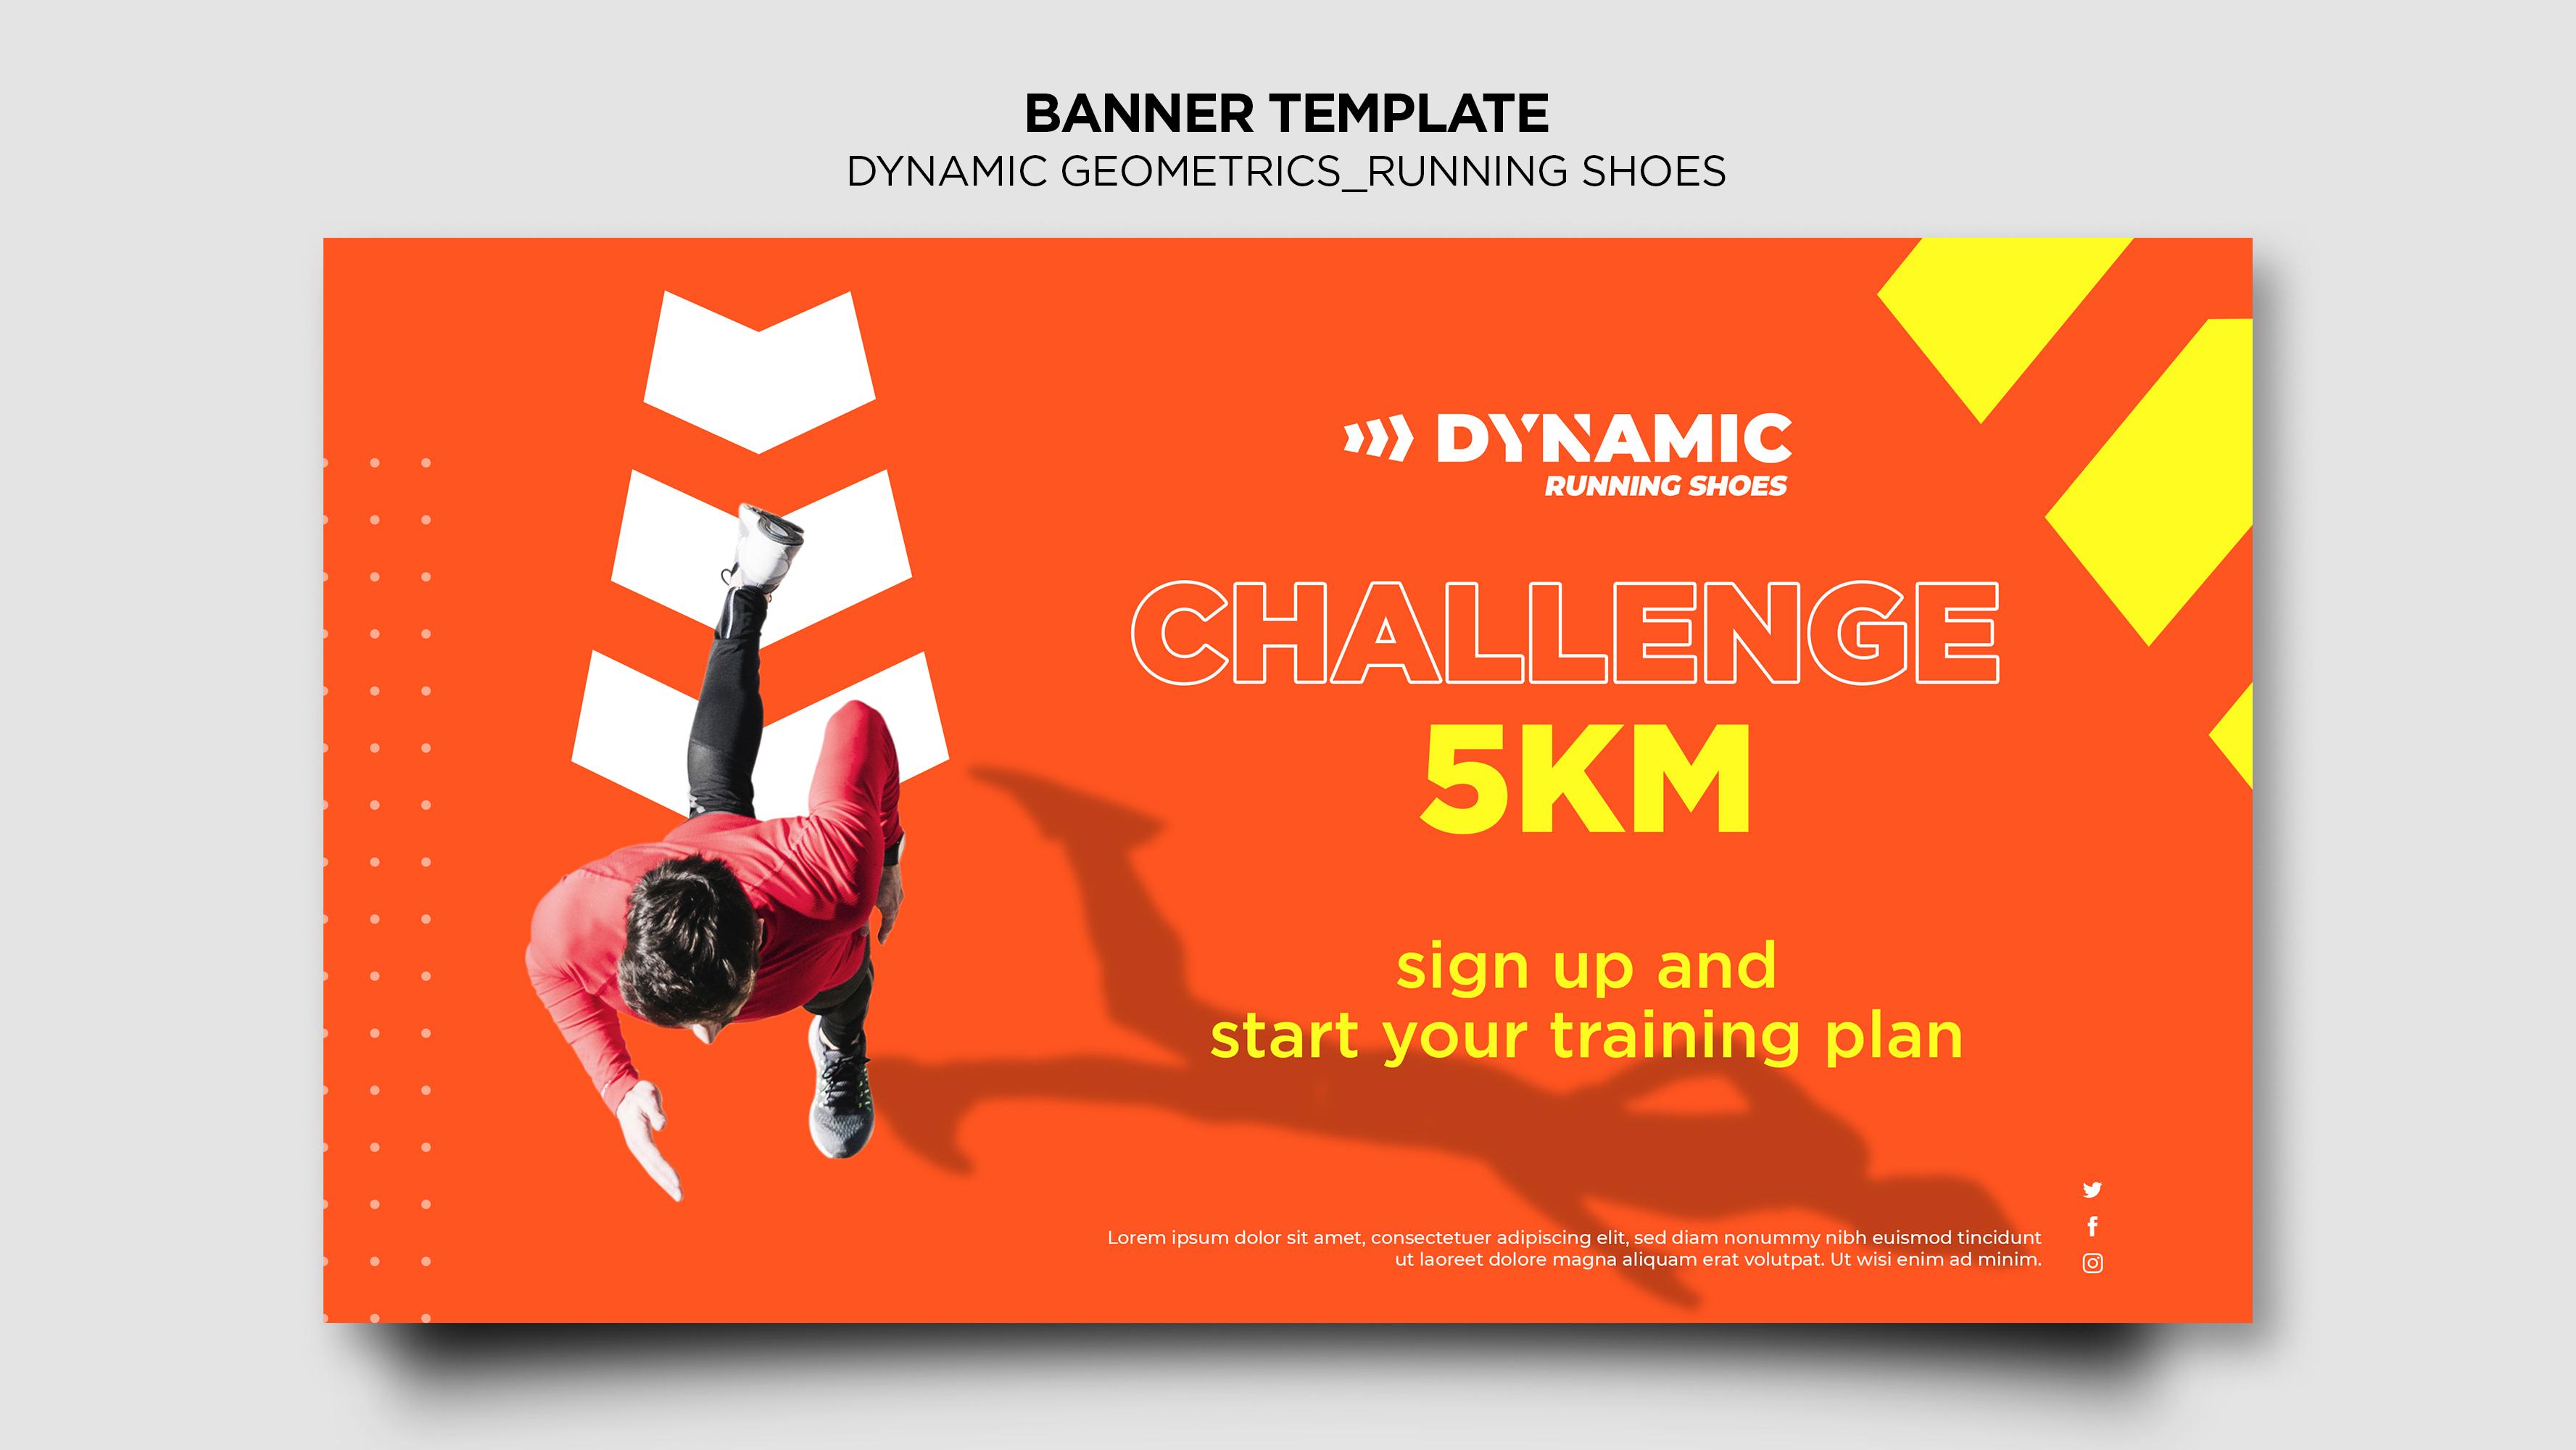 BANNER TEMPLATE
DYNAMIC GEOMETRICS_RUNNING SHOES
DYNAMIC
RUNNING SHOES
CHALLENGE
5KM
sign up and
start your training plan
Lorem ipsum dolor sit amet, consectetuer adipiscing elit, sed diam nonummy nibh euismod tincidunt
ut laoreet dolore magna aliquam erat volutpat. Ut wisi enim ad minim.